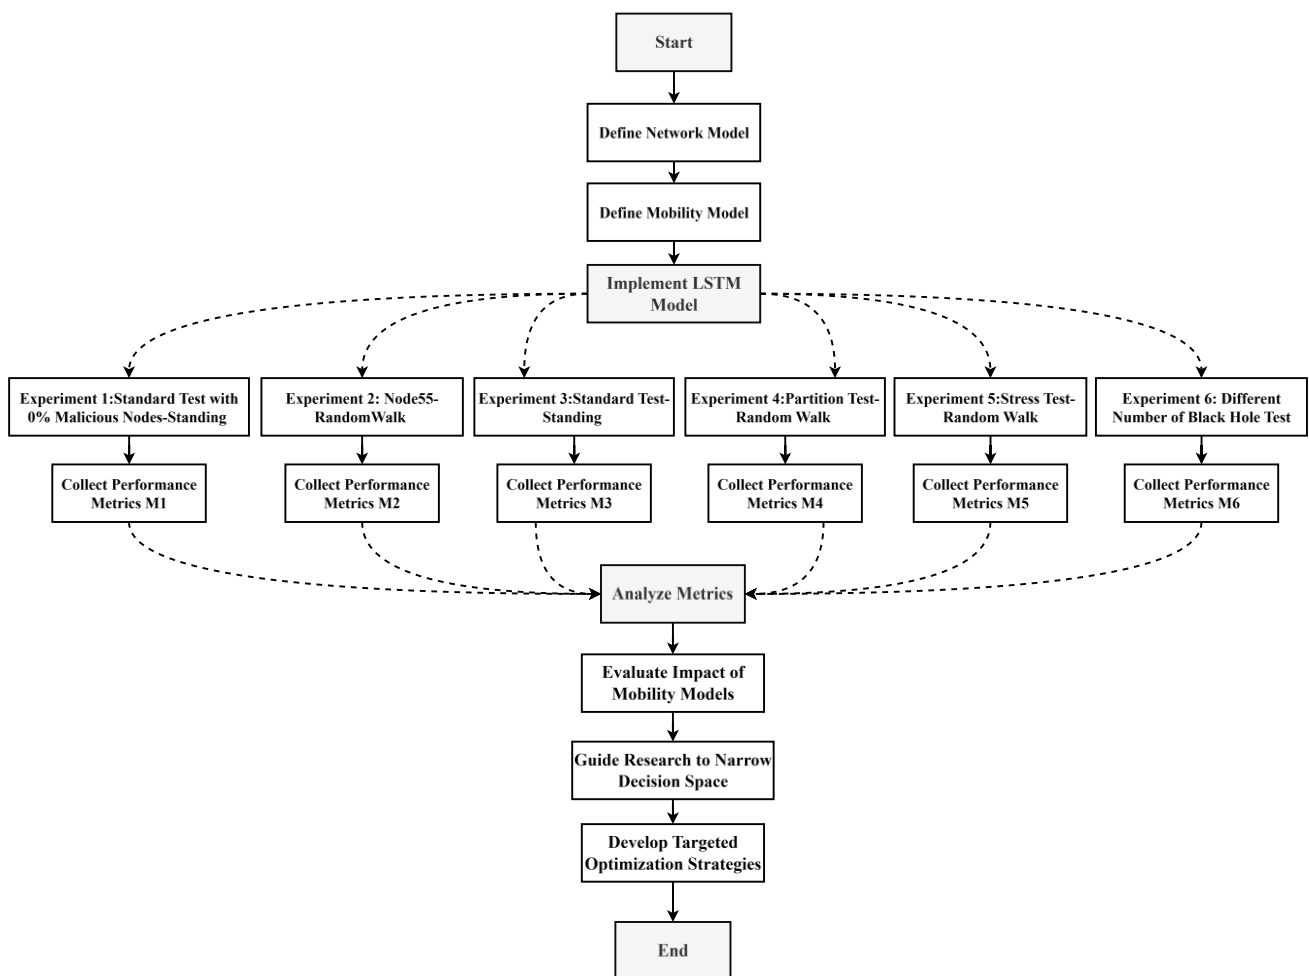 Start
Define Network Model
Define Mobility Model
Implement LSTM
Model
Experiment 1:Standard Test with
0% Malicious Nodes-Standing
Experiment 2: Node55-
RandomWalk
Experiment 3:Standard Test-
Standing
Experiment 4:Partition Test-
Random Walk
Experiment 5:Stress Test-
Random Walk
Experiment 6: Different
Number of Black Hole Test
Collect Performance
Metrics M1
Collect Performance
Metrics M2
Collect Performance
Metrics M3
Collect Performance
Metrics M4
Collect Performance
Metrics M5
Collect Performance
Metrics M6
Analyze Metrics
Evaluate Impact of
Mobility Models
Guide Research to Narrow
Decision Space
Develop Targeted
Optimization Strategies
End